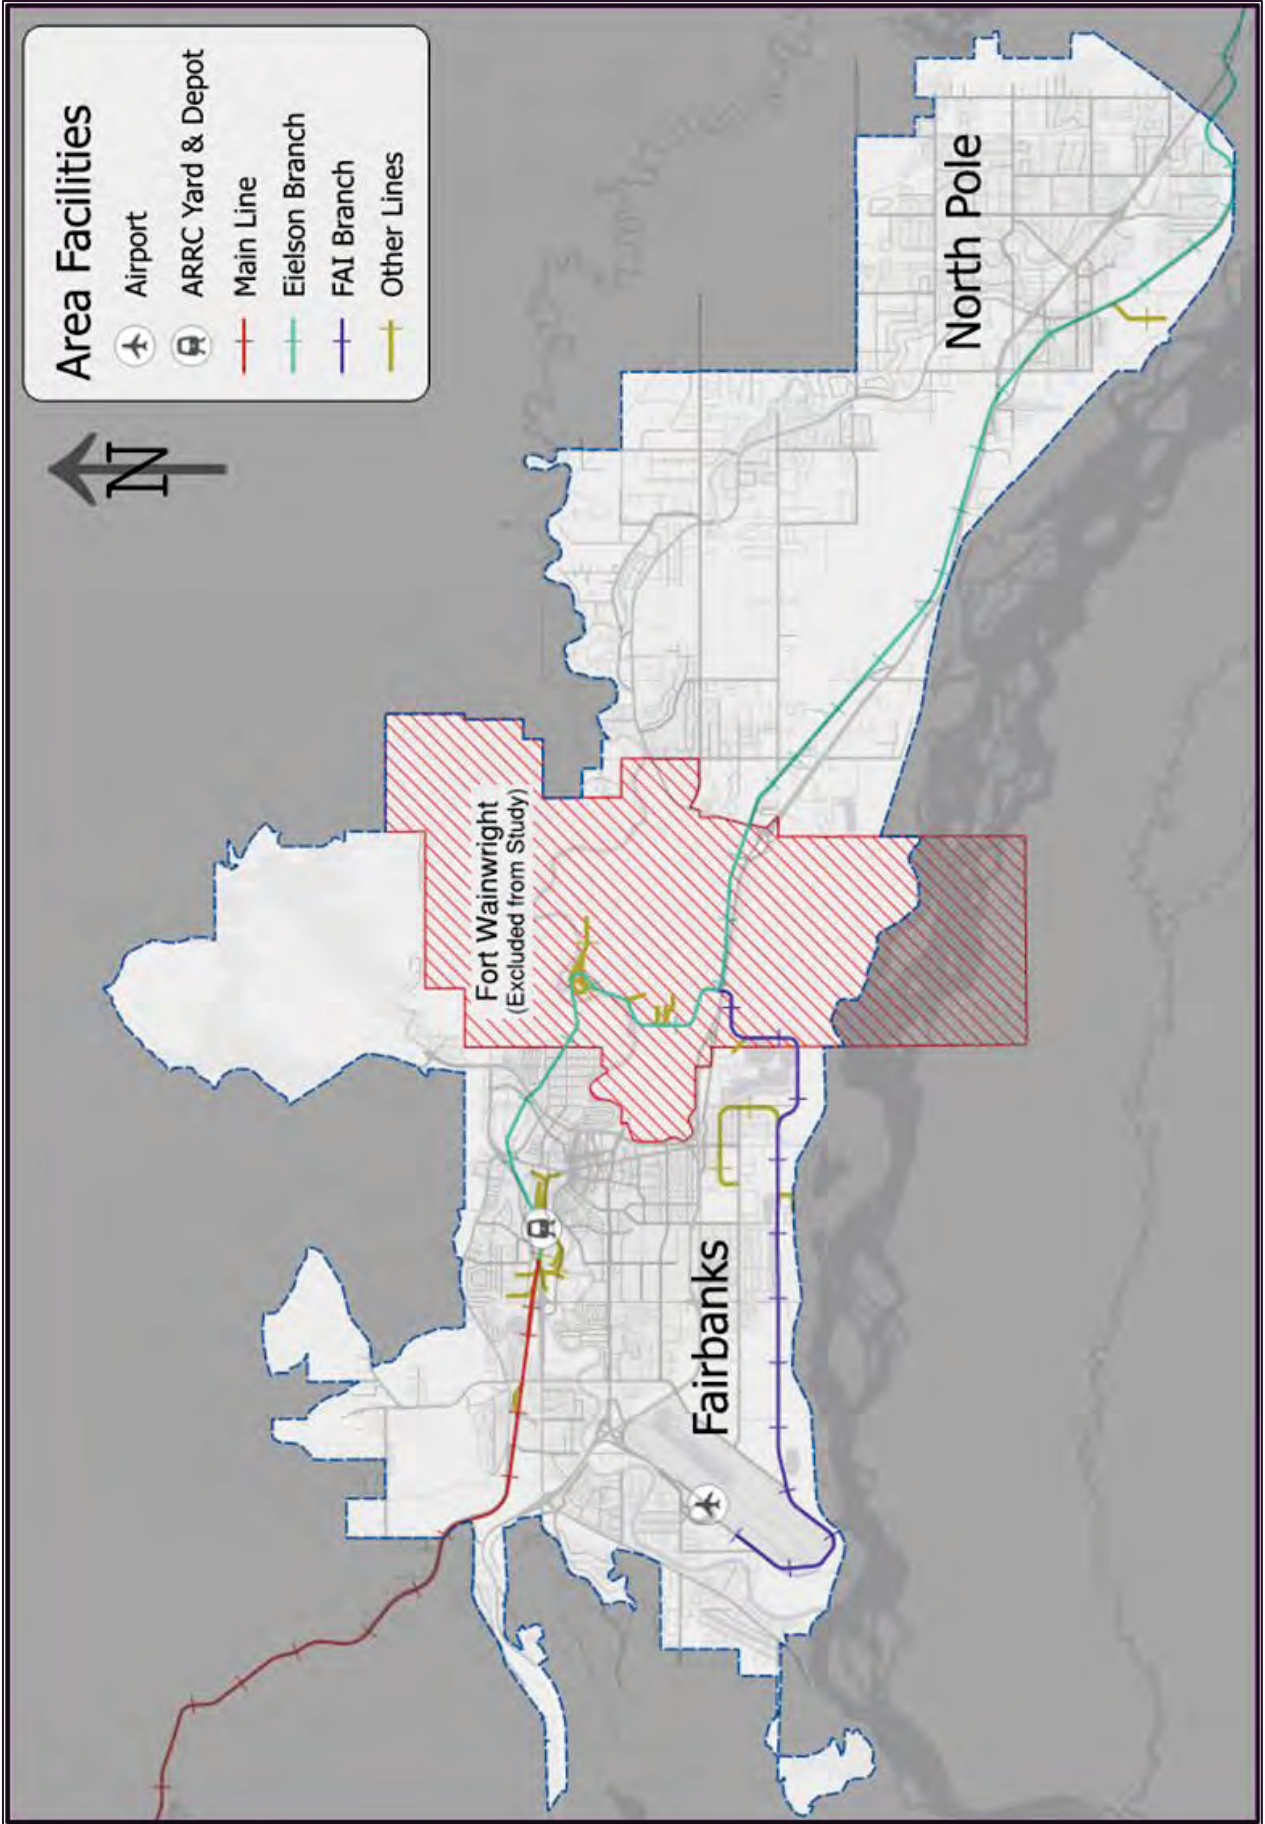 Area Facilities
Airport
ARRC Yard & Depot
Main Line
Eielson Branch
FAI Branch
Other Lines
N
Fort Wainwright
(Excluded from Study)
North Pole
Fairbanks